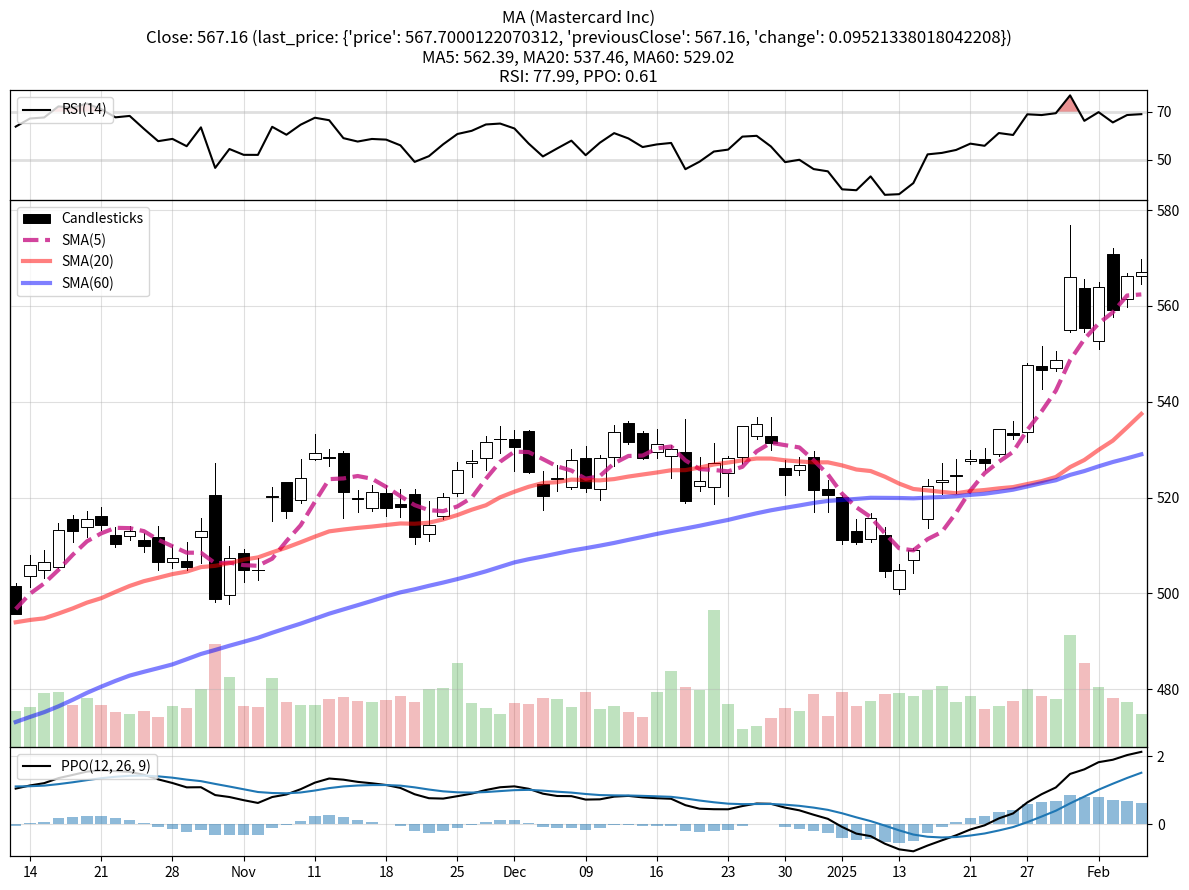 MA (Mastercard Inc)
Close: 567.16 (last_price: {'price': 567.7000122070312, 'previousClose': 567.16, 'change': 0.09521338018042208})
MA5: 562.39, MA20: 537.46, MA60: 529.02
RSI: 77.99, PPO: 0.61
RSI(14)
70
50
Candlesticks
SMA(5)
SMA(20)
SMA(60)
580
560
540
520
500
480
PPO(12, 26, 9)
2
0
14 21 28 Nov 11 18 25 Dec 09 16 23 30 2025 13 21 27 Feb